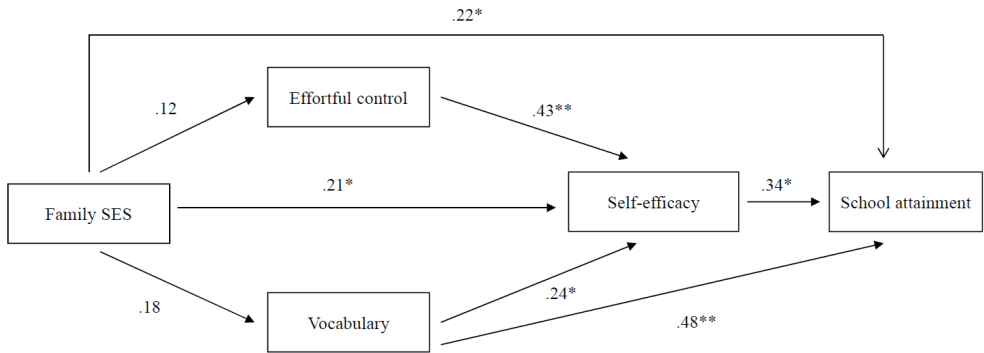 .22*
Effortful control
.12
.43**
.21*
.34*
Family SES
Self-efficacy
School attainment
.18
Vocabulary
.24*
.48**